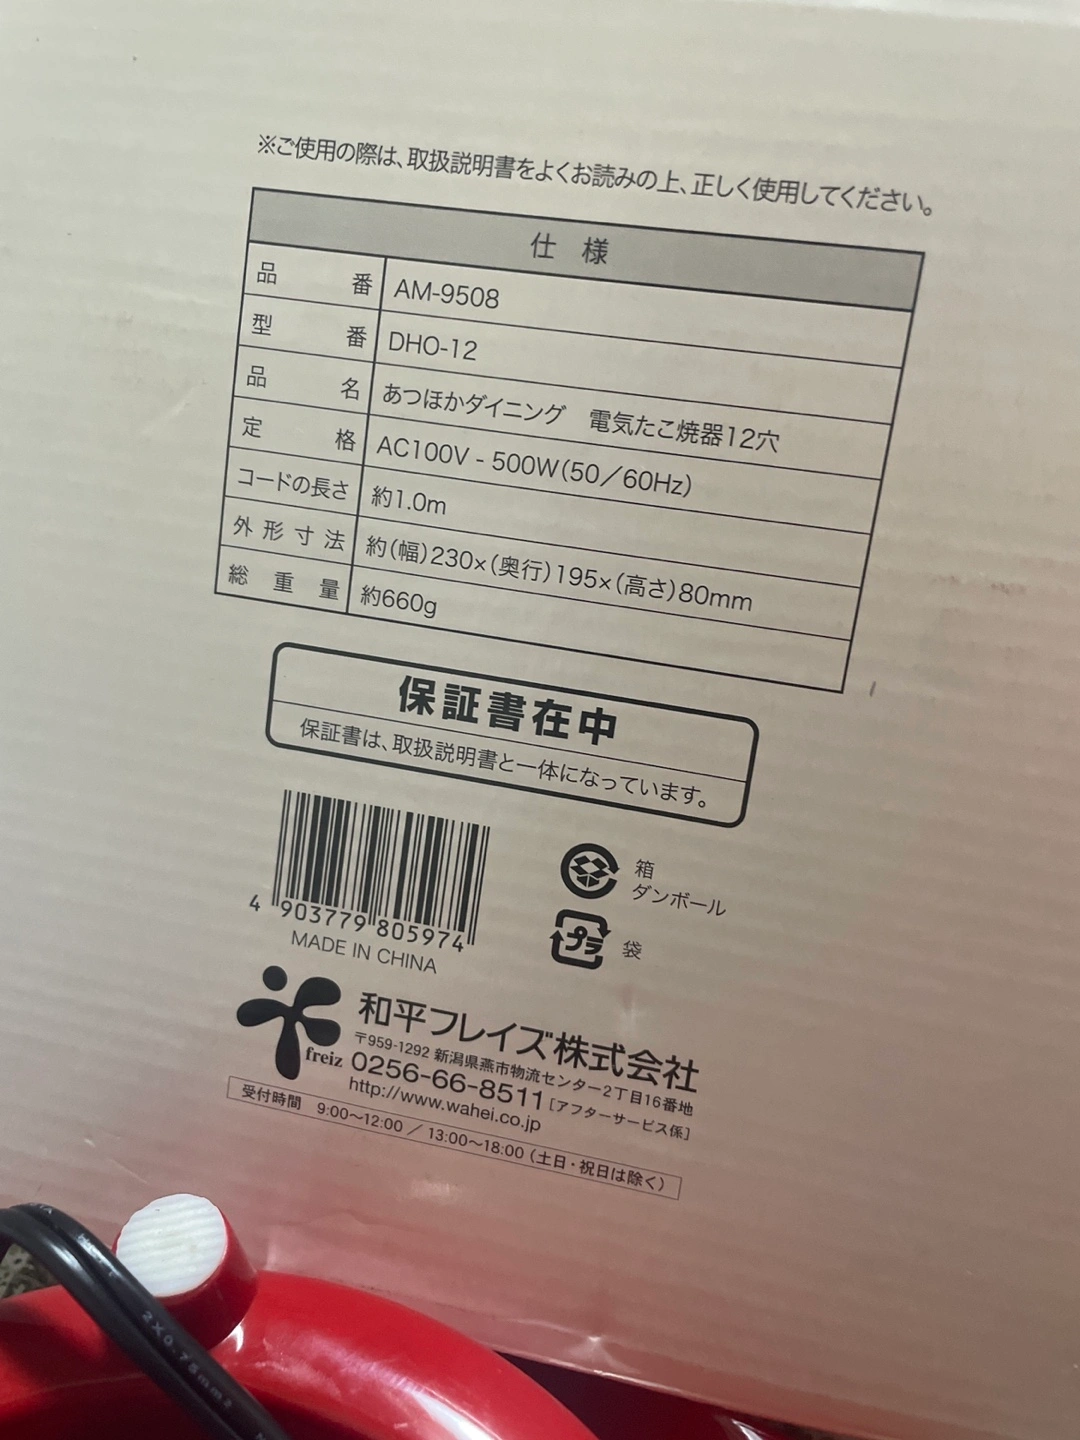 ※ご使用の際は、取扱説明書をよくお読みの上、正しく使用してください。
仕 様
品 番 AM-9508
型 番 DHO-12
品 名 あつほかダイニング 電気たこ焼器12穴
定 格 AC100V - 500W(50／60Hz)
コードの長さ 約1.0m
外形寸法 約(幅)230×(奥行)195×(高さ)80mm
総重量 約660g
保証書在中
保証書は、取扱説明書と一体になっています。
箱
ダンボール
プラ 袋
4 903779 805974
MADE IN CHINA
freiz
和平フレイズ株式会社
〒959-1292 新潟県燕市物流センター2丁目16番地
0256-66-8511［アフターサービス係］
http://www.wahei.co.jp
受付時間 9:00～12:00 ／ 13:00～18:00（土日・祝日は除く）
2X0.75mm²